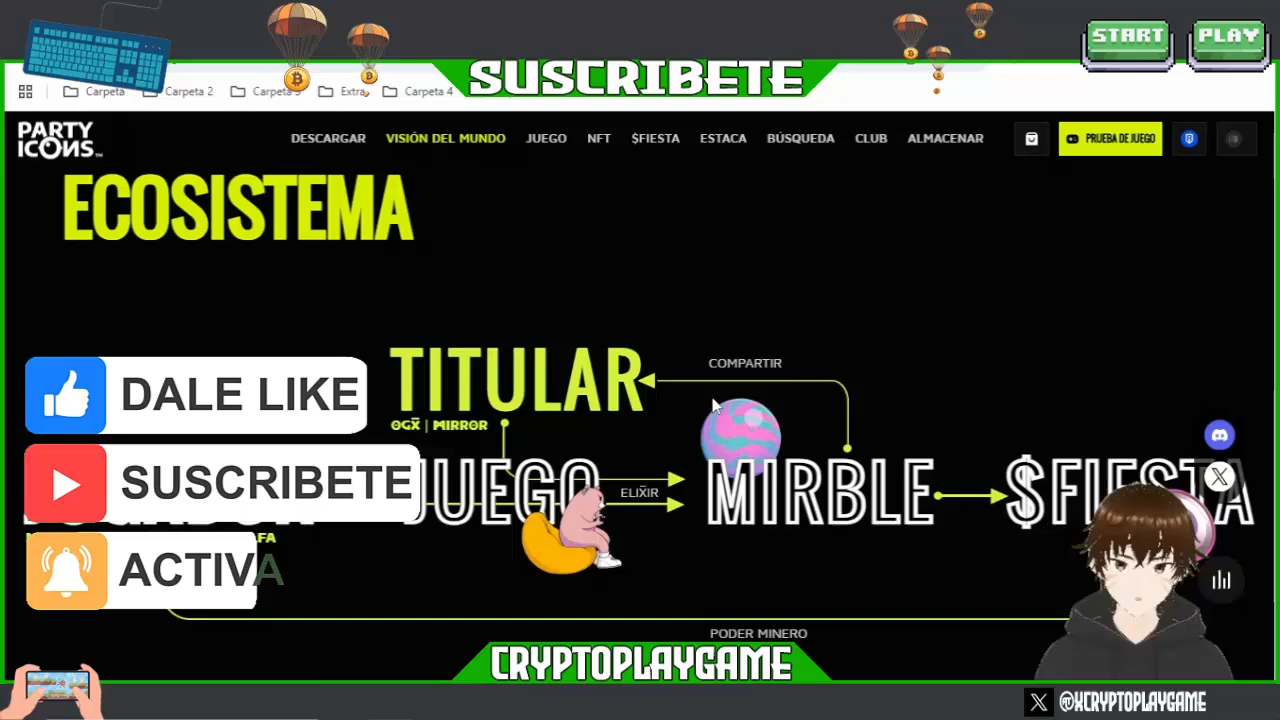 START PLAY
SUSCRIBETE
Carpeta Carpeta 2 Carpeta 3 Extra Carpeta 4
PARTY ICONS™ DESCARGAR VISIÓN DEL MUNDO JUEGO NFT $FIESTA ESTACA BÚSQUEDA CLUB ALMACENAR PRUEBA DE JUEGO
ECOSISTEMA
TITULAR COMPARTIR
OGX | MIRROR
DALE LIKE
JUEGO ELIXIR MIRBLE $FIESTA
SUSCRIBETE
ACTIVA
PODER MINERO
CRYPTOPLAYGAME
@XCRYPTOPLAYGAME